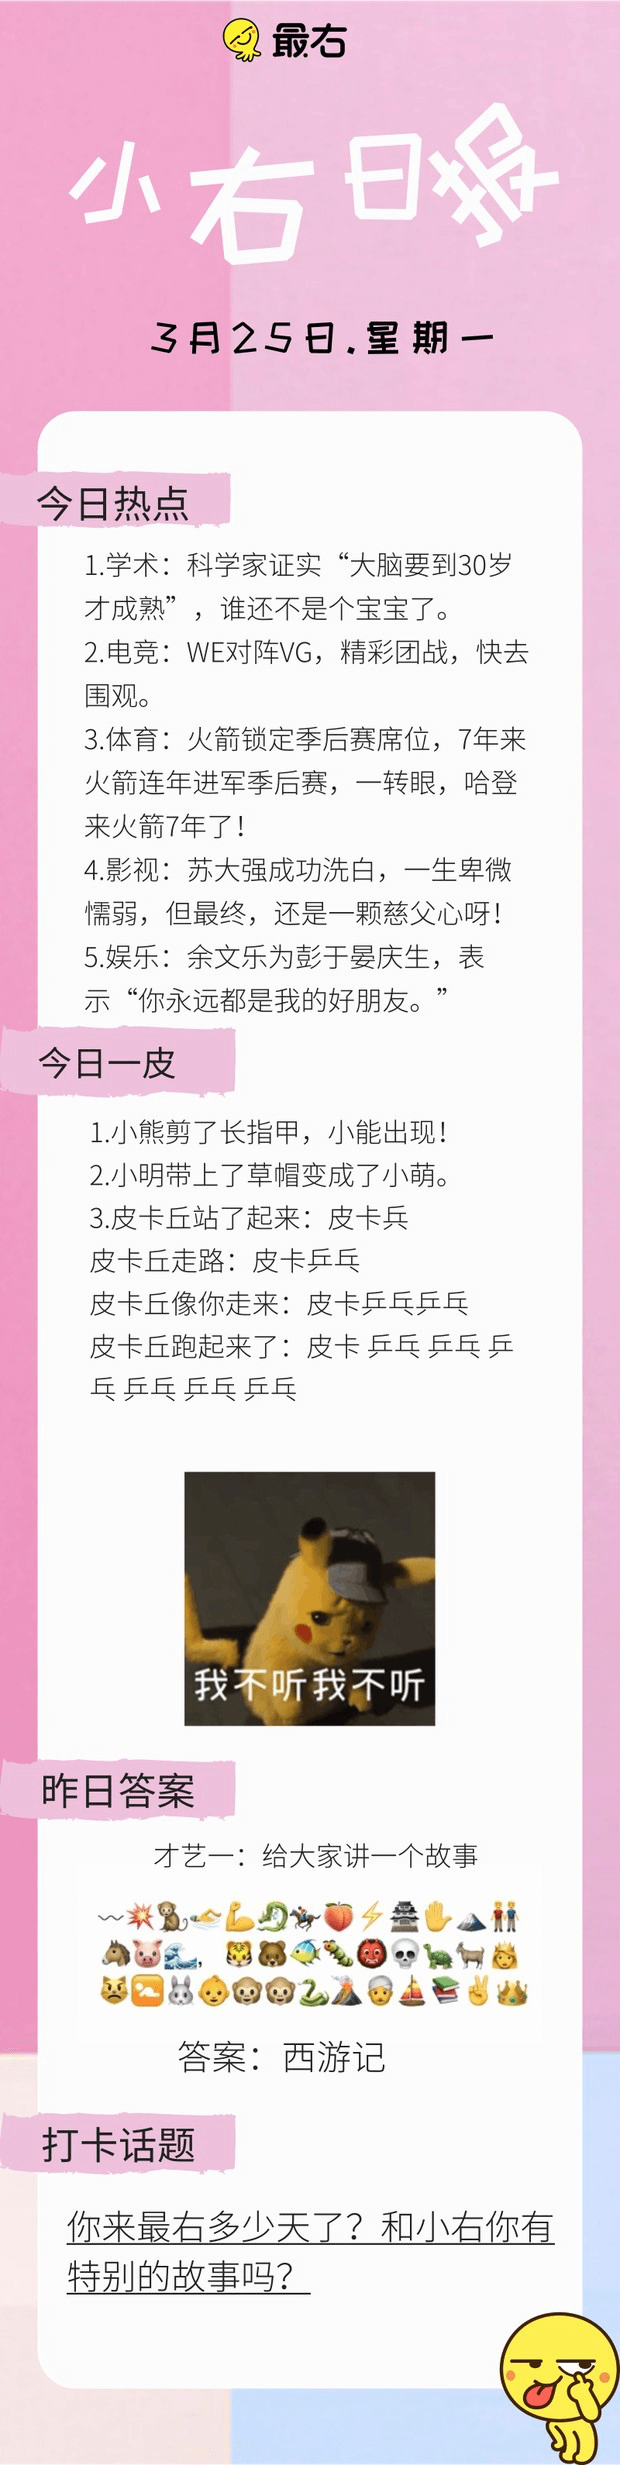 最右
小右日报
3月25日.星期一
今日热点
1.学术：科学家证实“大脑要到30岁
才成熟”，谁还不是个宝宝了。
2.电竞：WE对阵VG，精彩团战，快去
围观。
3.体育：火箭锁定季后赛席位，7年来
火箭连年进军季后赛，一转眼，哈登
来火箭7年了！
4.影视：苏大强成功洗白，一生卑微
懦弱，但最终，还是一颗慈父心呀！
5.娱乐：余文乐为彭于晏庆生，表
示“你永远都是我的好朋友。”
今日一皮
1.小熊剪了长指甲，小能出现！
2.小明带上了草帽变成了小萌。
3.皮卡丘站了起来：皮卡兵
皮卡丘走路：皮卡乒乓
皮卡丘像你走来：皮卡乒乓乒乓
皮卡丘跑起来了：皮卡 乒乓 乒乓 乒
乓 乒乓 乒乓 乒乓
我不听我不听
昨日答案
才艺一：给大家讲一个故事
答案：西游记
打卡话题
你来最右多少天了？和小右你有
特别的故事吗？